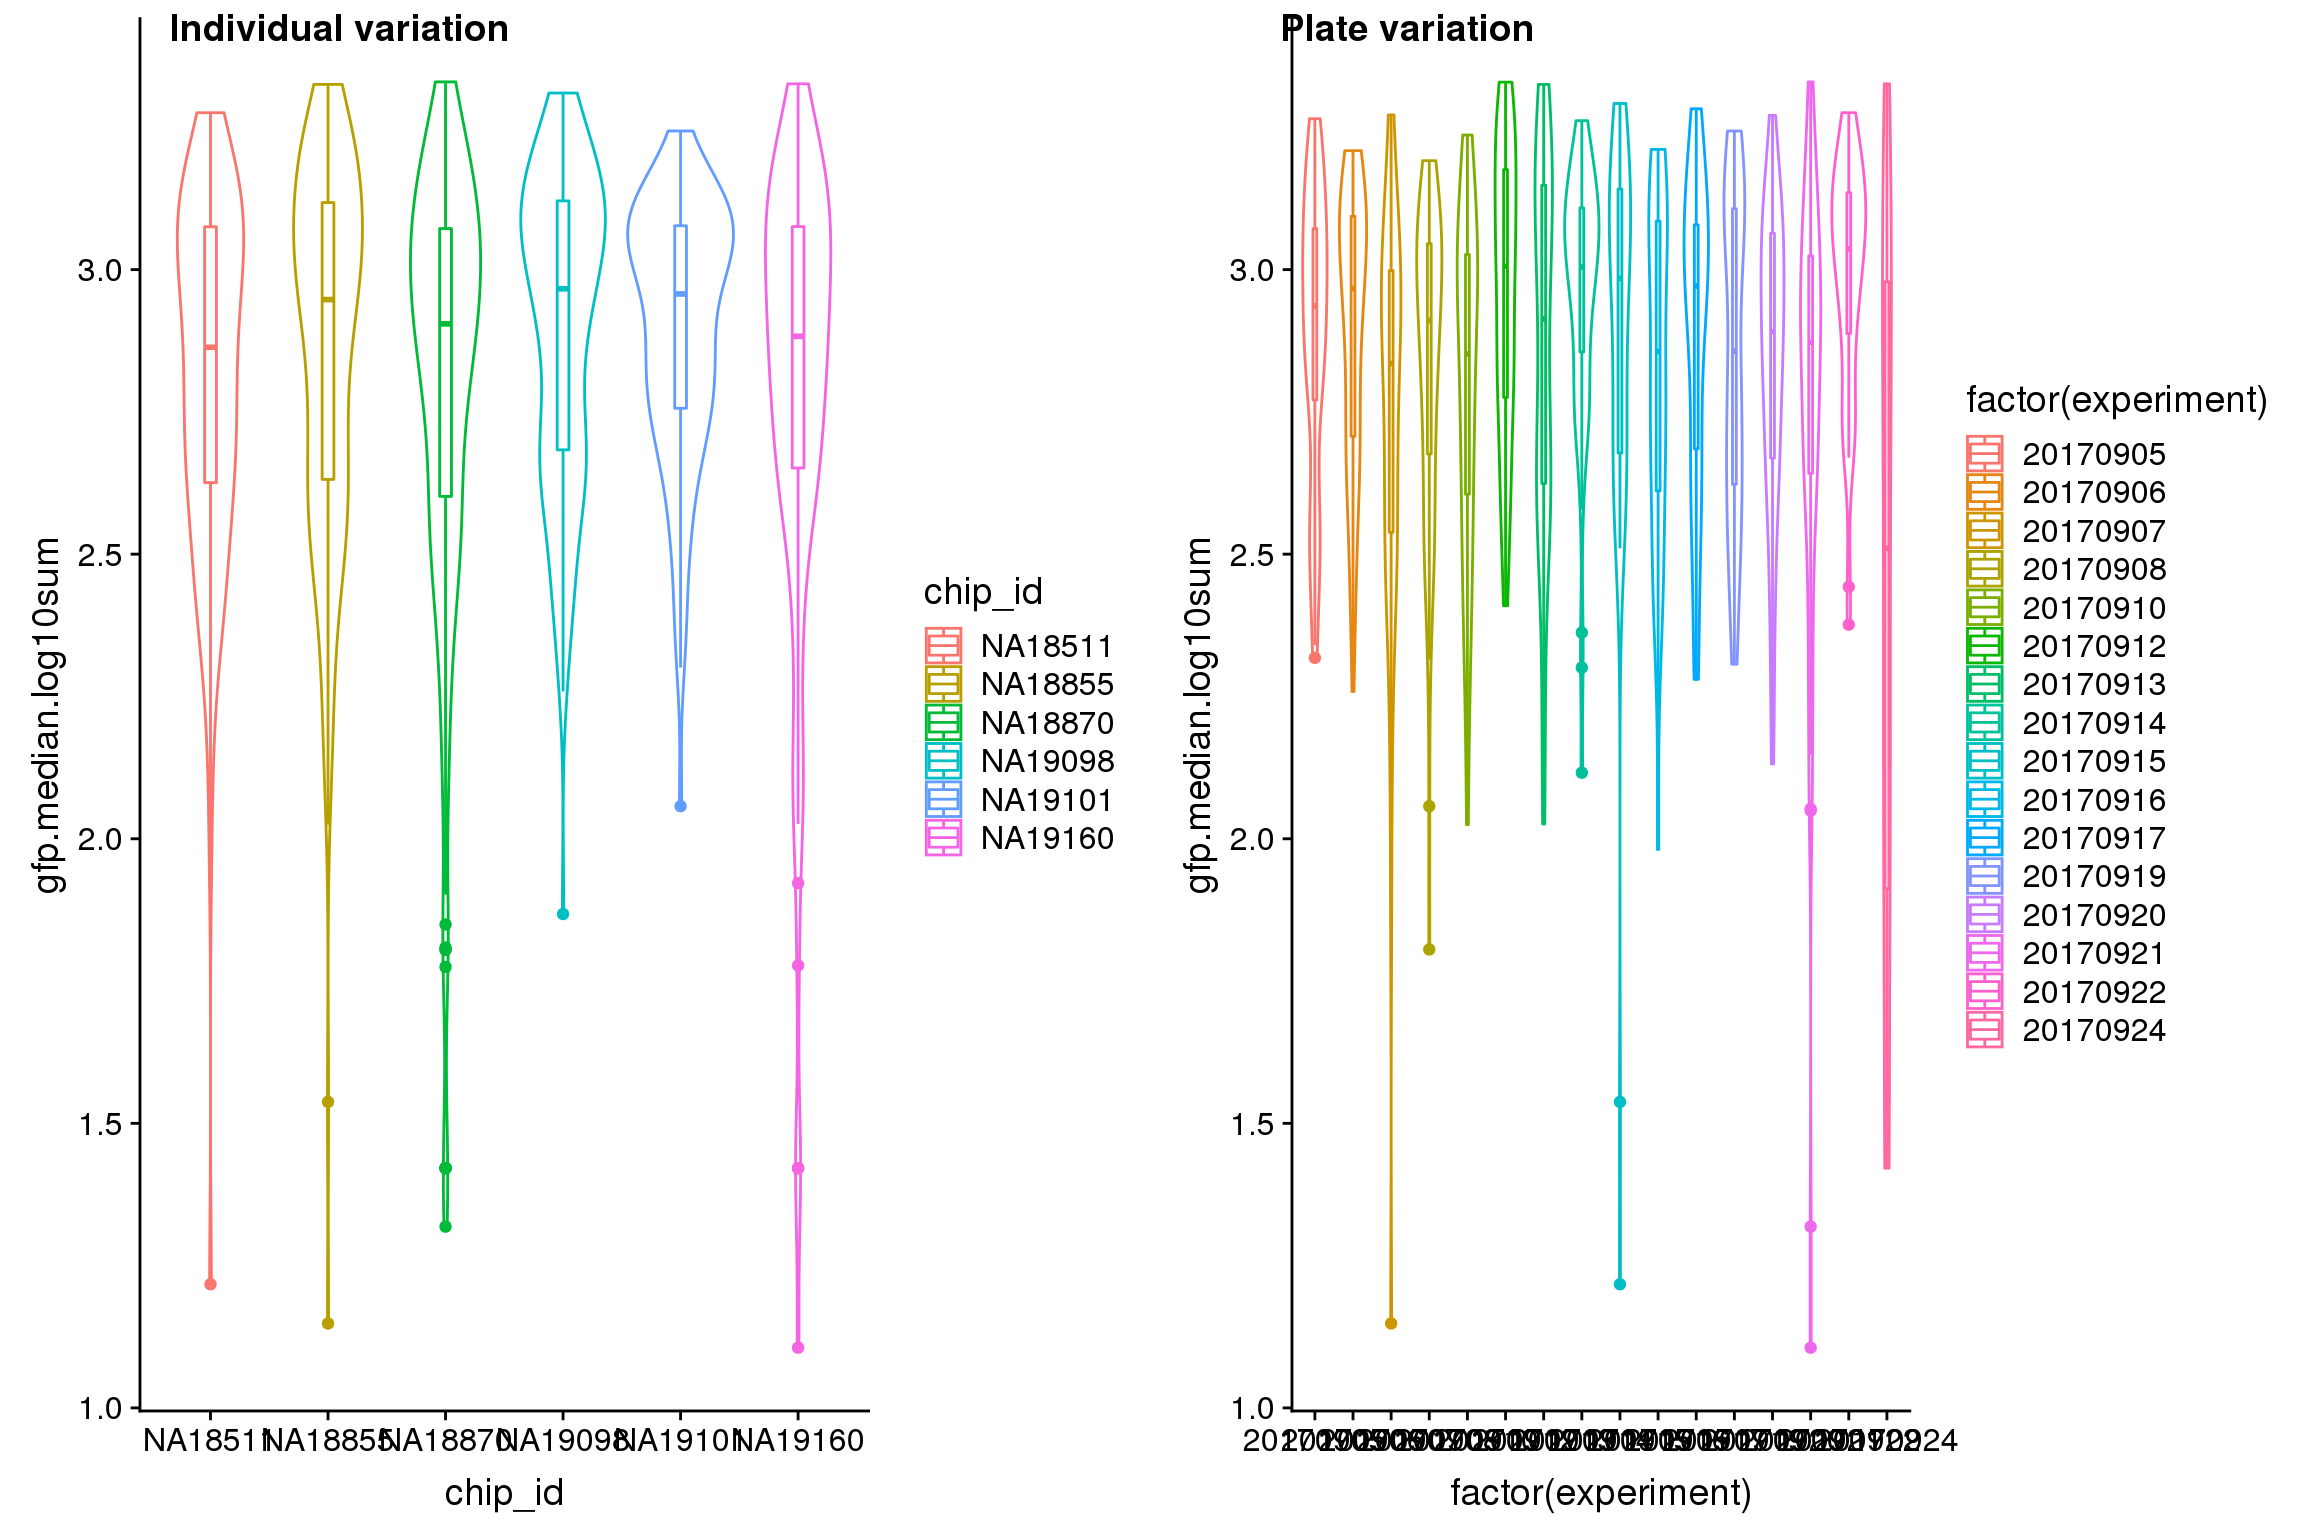 Individual variation
gfp.median.log10sum
3.0
2.5
2.0
1.5
1.0
NA18511
NA18855
NA18870
NA19098
NA19101
NA19160
chip_id
chip_id
NA18511
NA18855
NA18870
NA19098
NA19101
NA19160
Plate variation
gfp.median.log10sum
3.0
2.5
2.0
1.5
1.0
factor(experiment)
factor(experiment)
20170905
20170906
20170907
20170908
20170910
20170912
20170913
20170914
20170915
20170916
20170917
20170919
20170920
20170921
20170922
20170924